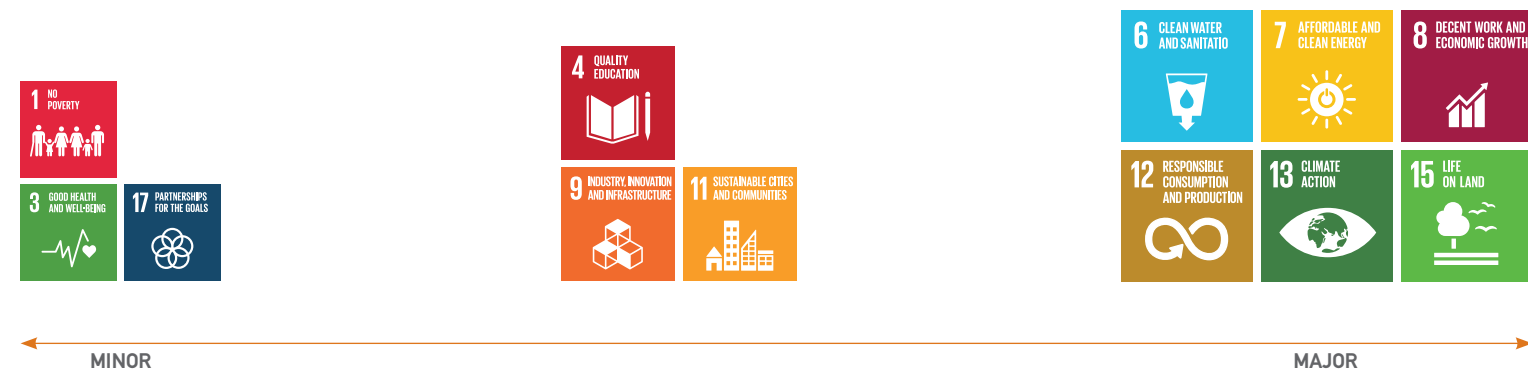 1 NO
POVERTY
3 GOOD HEALTH
AND WELL-BEING
17 PARTNERSHIPS
FOR THE GOALS
4 QUALITY
EDUCATION
9 INDUSTRY, INNOVATION
AND INFRASTRUCTURE
11 SUSTAINABLE CITIES
AND COMMUNITIES
6 CLEAN WATER
AND SANITATIO
7 AFFORDABLE AND
CLEAN ENERGY
8 DECENT WORK AND
ECONOMIC GROWTH
12 RESPONSIBLE
CONSUMPTION
AND PRODUCTION
13 CLIMATE
ACTION
15 LIFE
ON LAND
MINOR
MAJOR